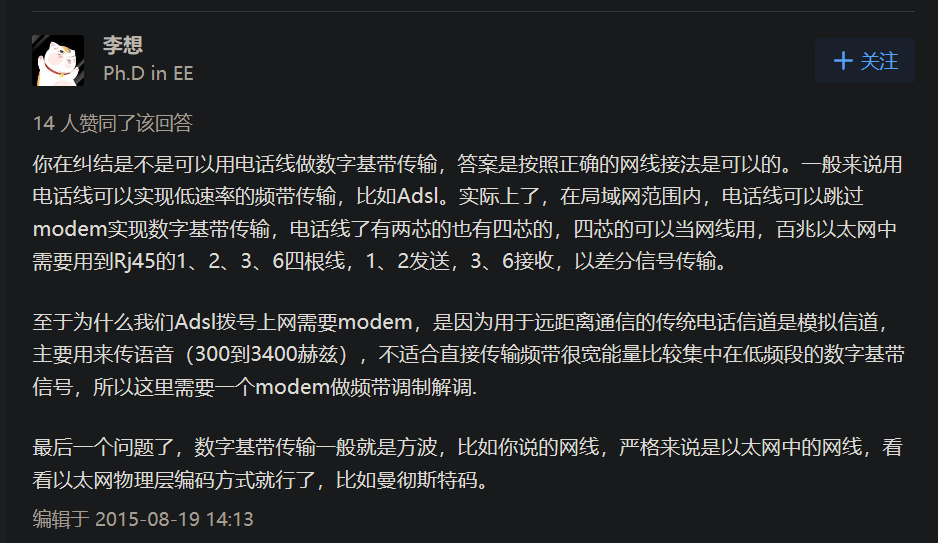 李想
Ph.D in EE
+ 关注
14 人赞同了该回答
你在纠结是不是可以用电话线做数字基带传输，答案是按照正确的网线接法是可以的。一般来说用
电话线可以实现低速率的频带传输，比如Adsl。实际上了，在局域网范围内，电话线可以跳过
modem实现数字基带传输，电话线了有两芯的也有四芯的，四芯的可以当网线用，百兆以太网中
需要用到Rj45的1、2、3、6四根线，1、2发送，3、6接收，以差分信号传输。
至于为什么我们Adsl拨号上网需要modem，是因为用于远距离通信的传统电话信道是模拟信道，
主要用来传语音（300到3400赫兹），不适合直接传输频带很宽能量比较集中在低频段的数字基带
信号，所以这里需要一个modem做频带调制解调.
最后一个问题了，数字基带传输一般就是方波，比如你说的网线，严格来说是以太网中的网线，看
看以太网物理层编码方式就行了，比如曼彻斯特码。
编辑于 2015-08-19 14:13